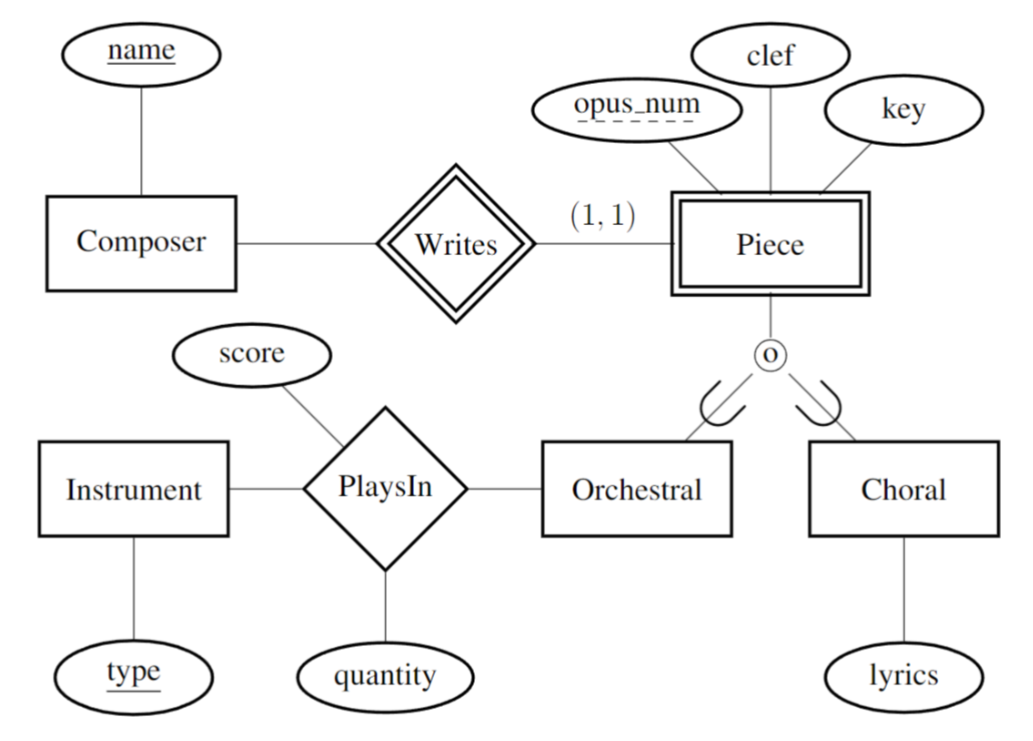 name
clef
opus_num
key
(1, 1)
Composer
Writes
Piece
score
o
Instrument
PlaysIn
Orchestral
Choral
type
quantity
lyrics